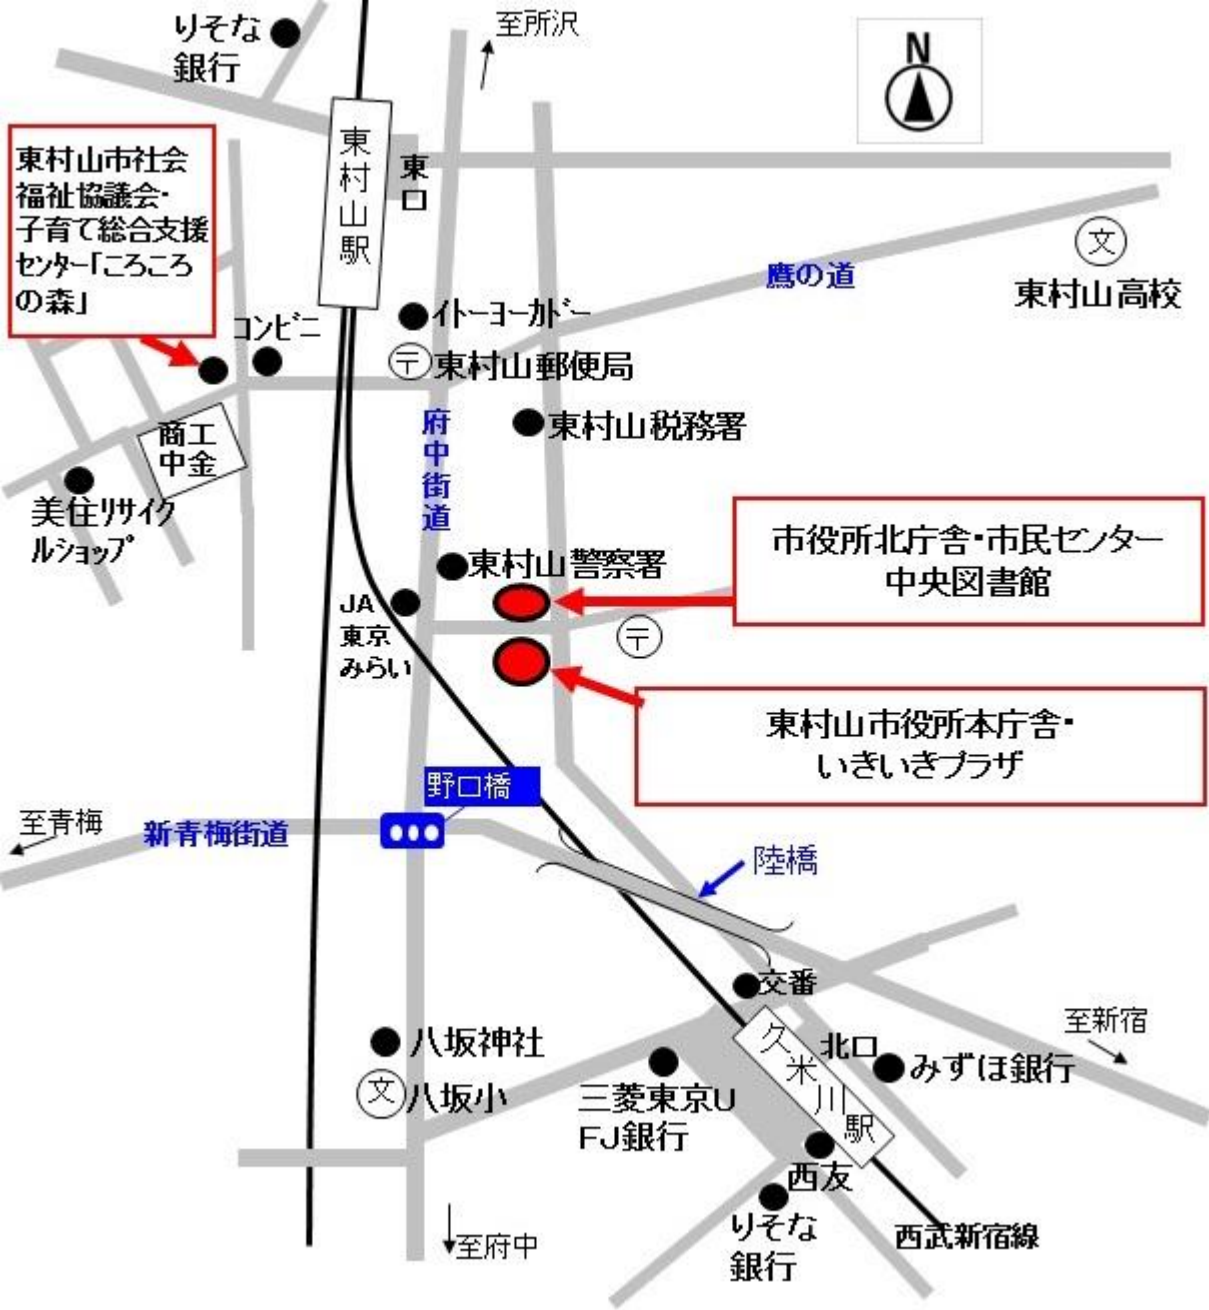 りそな
銀行
至所沢
N
東村山駅
東口
東村山市社会
福祉協議会・
子育て総合支援
センター「ころころ
の森」
鷹の道
文
東村山高校
コンビニ
イトーヨーカドー
〒
東村山郵便局
府中街道
東村山税務署
商工
中金
美住リサイク
ルショップ
市役所北庁舎・市民センター
中央図書館
東村山警察署
JA
東京
みらい
〒
東村山市役所本庁舎・
いきいきプラザ
野口橋
至青梅
新青梅街道
陸橋
交番
至新宿
久米川駅
北口
みずほ銀行
八坂神社
文
八坂小
三菱東京U
FJ銀行
西友
りそな
銀行
西武新宿線
至府中